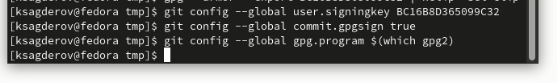 [ksagderov@fedora tmp]$ git config --global user.signingkey BC16B8D365099C32
[ksagderov@fedora tmp]$ git config --global commit.gpgsign true
[ksagderov@fedora tmp]$ git config --global gpg.program $(which gpg2)
[ksagderov@fedora tmp]$